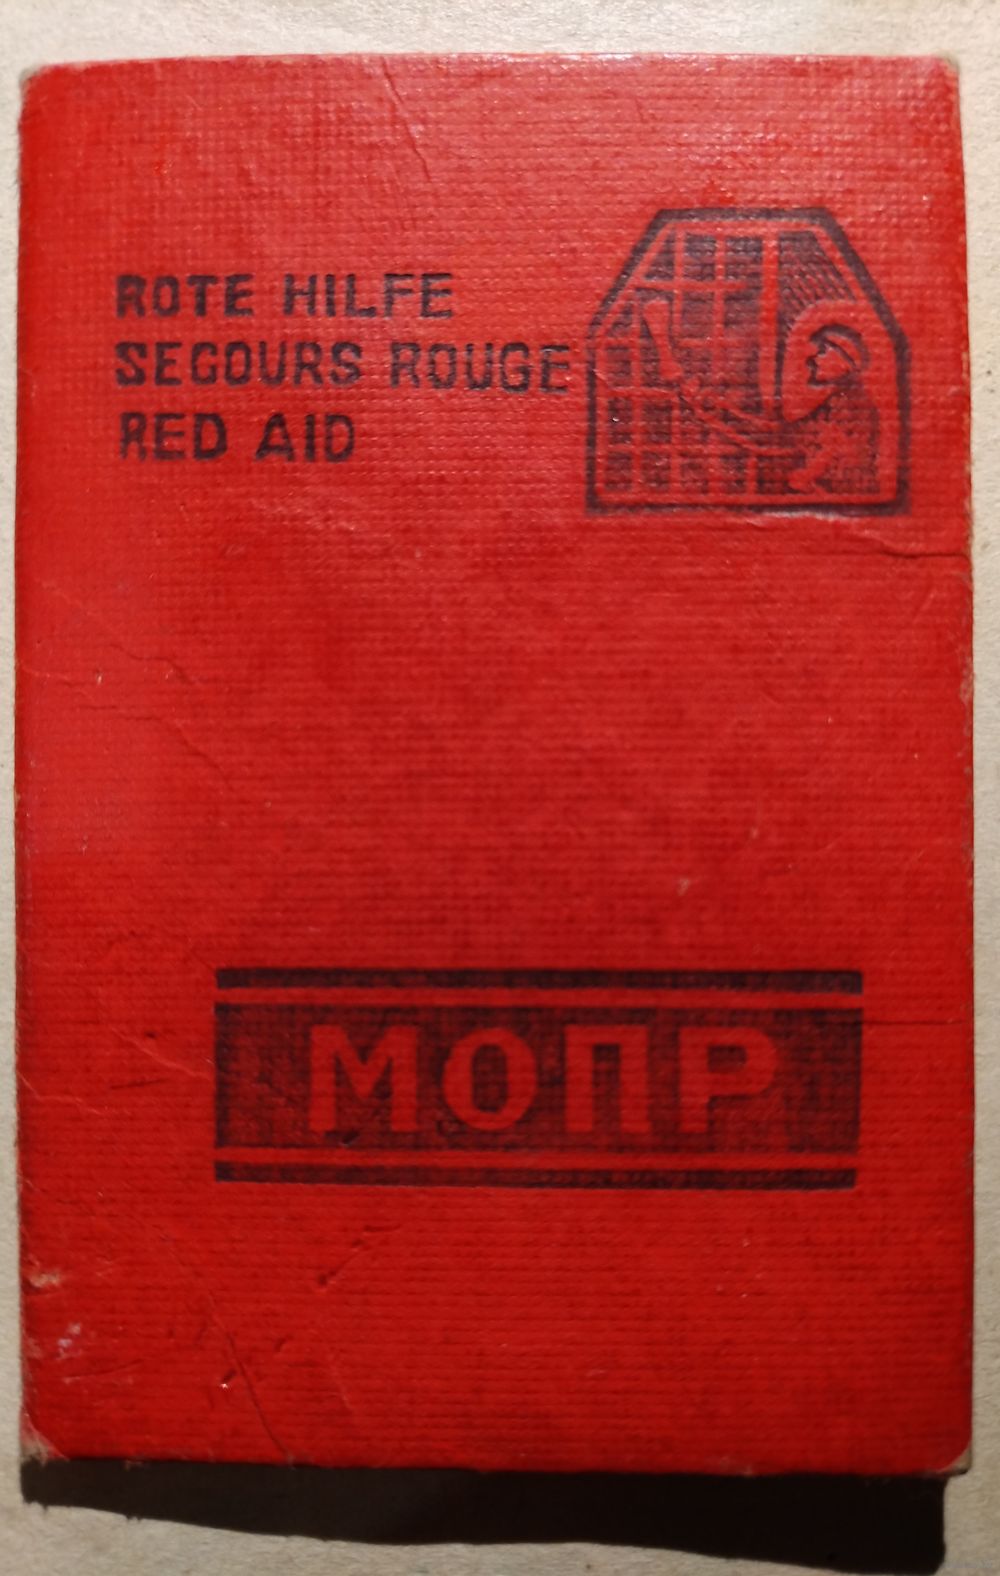 ROTE HILFE
SECOURS ROUGE
RED AID
МОПР